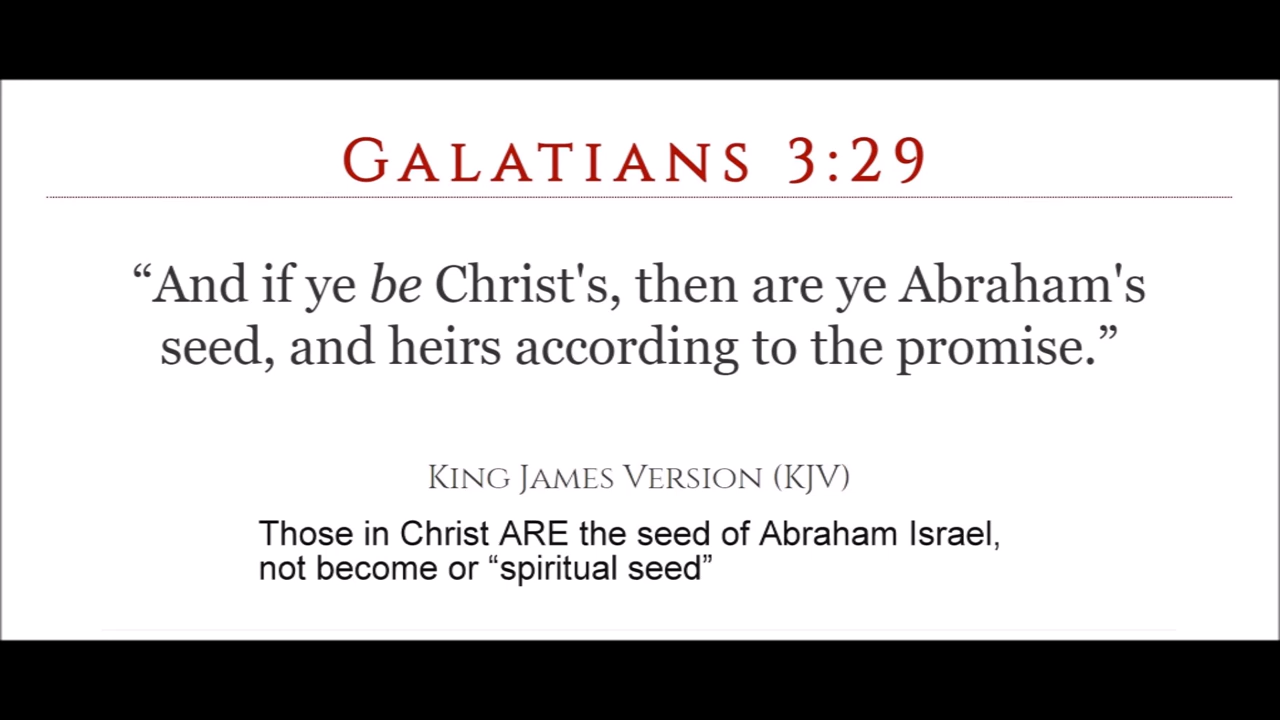 GALATIANS 3:29
“And if ye be Christ's, then are ye Abraham's
seed, and heirs according to the promise.”
KING JAMES VERSION (KJV)
Those in Christ ARE the seed of Abraham Israel,
not become or “spiritual seed”